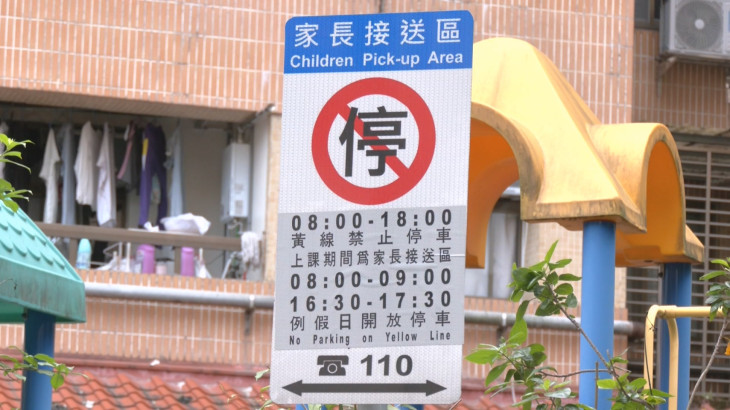 家長接送區
Children Pick-up Area
停
08:00-18:00
黃線禁止停車
上課期間爲家長接送區
08:00-09:00
16:30-17:30
例假日開放停車
No Parking on Yellow Line
110